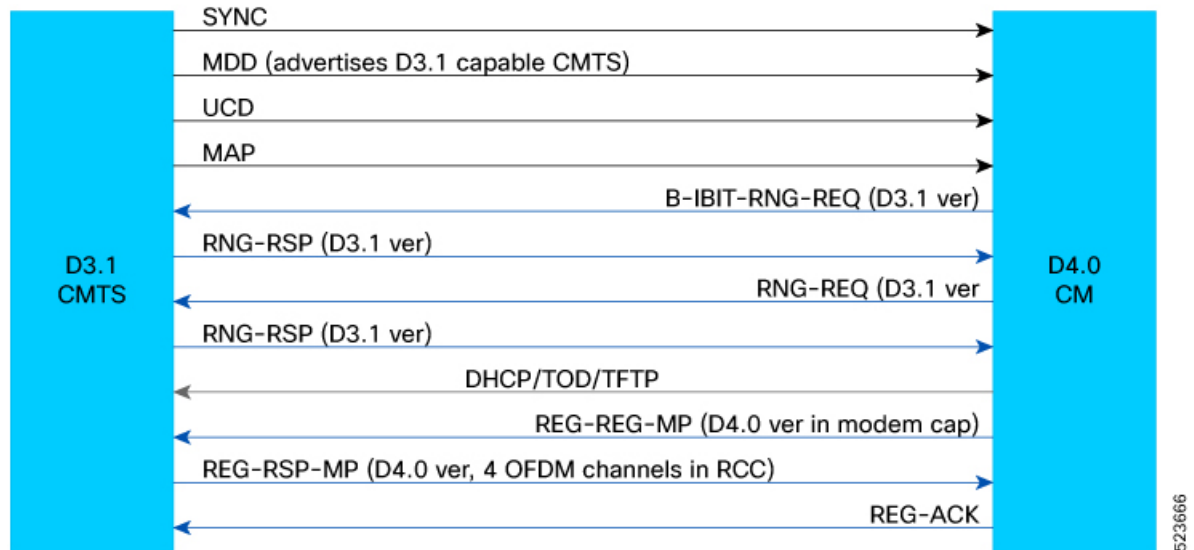 SYNC
MDD (advertises D3.1 capable CMTS)
UCD
MAP
B-IBIT-RNG-REQ (D3.1 ver)
RNG-RSP (D3.1 ver)
D3.1
CMTS
D4.0
CM
RNG-REQ (D3.1 ver
RNG-RSP (D3.1 ver)
DHCP/TOD/TFTP
REG-REG-MP (D4.0 ver in modem cap)
REG-RSP-MP (D4.0 ver, 4 OFDM channels in RCC)
REG-ACK
523666